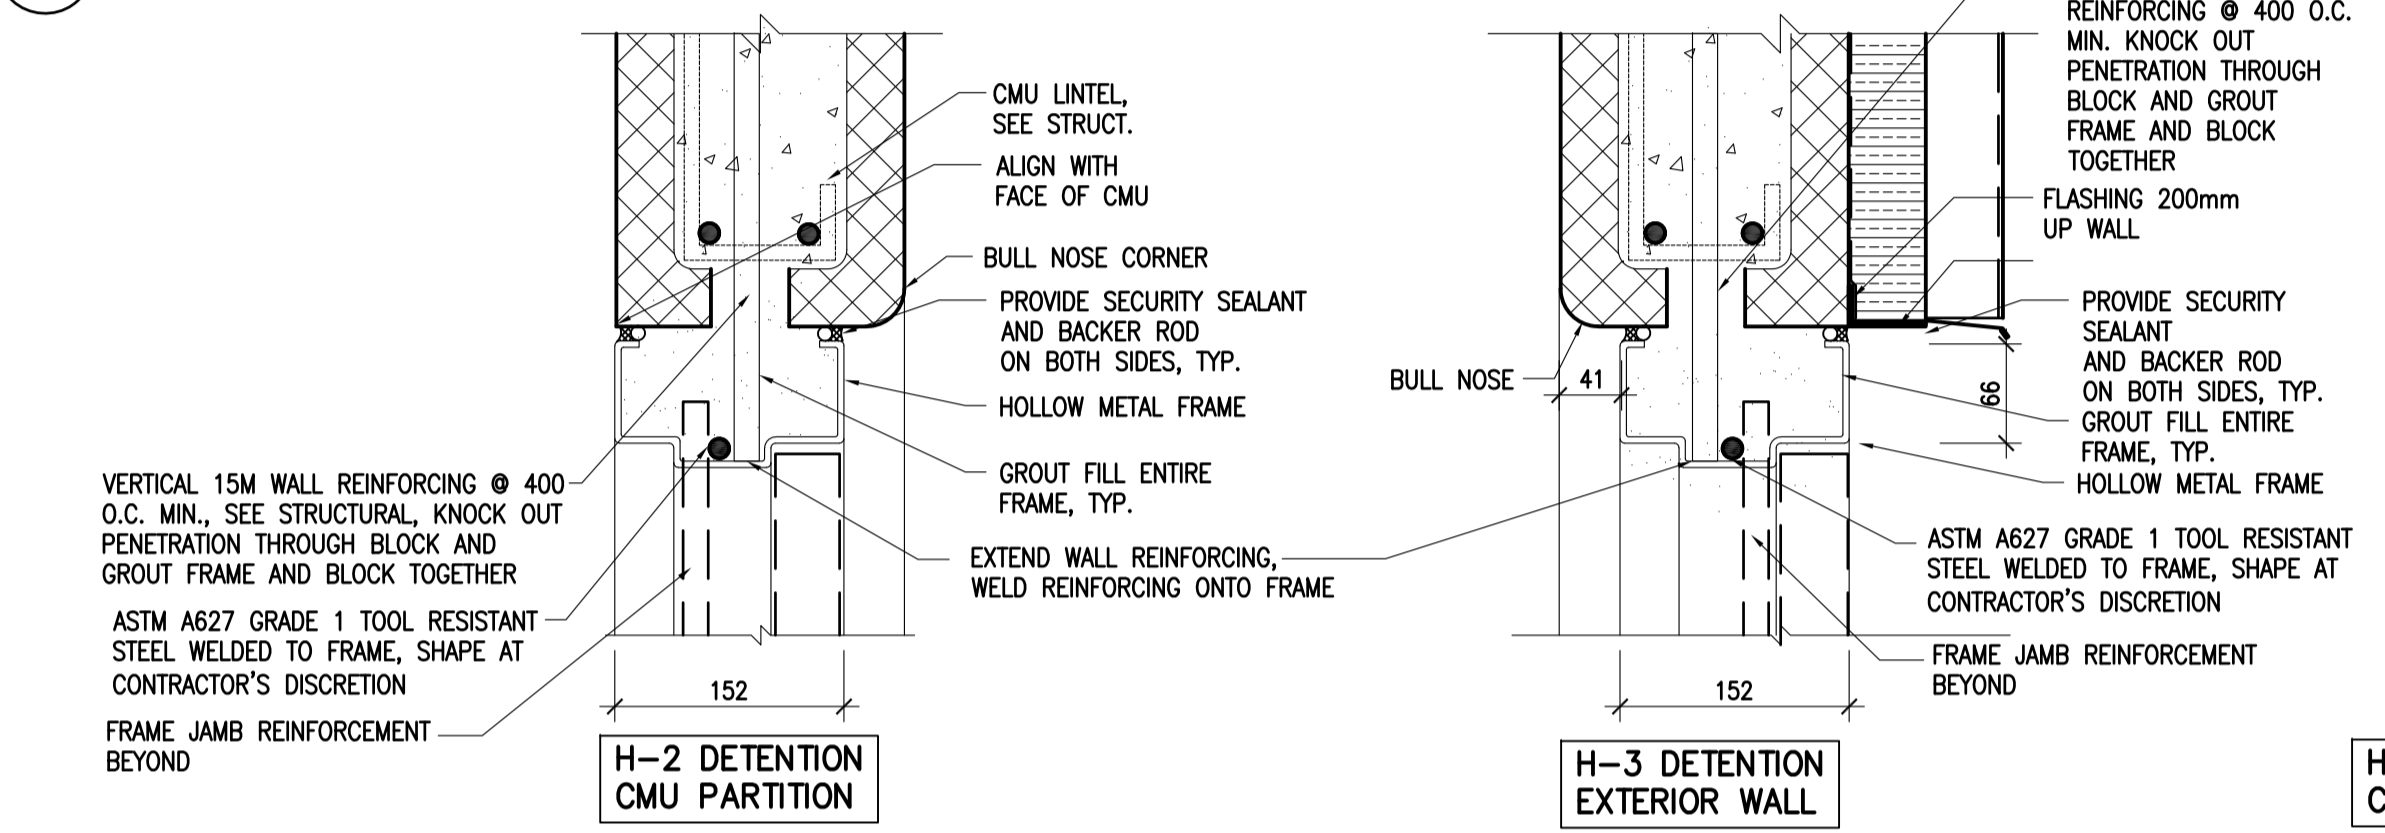 CMU LINTEL,
SEE STRUCT.
ALIGN WITH
FACE OF CMU
BULL NOSE CORNER
PROVIDE SECURITY SEALANT
AND BACKER ROD
ON BOTH SIDES, TYP.
HOLLOW METAL FRAME
GROUT FILL ENTIRE
FRAME, TYP.
EXTEND WALL REINFORCING,
WELD REINFORCING ONTO FRAME
VERTICAL 15M WALL REINFORCING @ 400
O.C. MIN., SEE STRUCTURAL, KNOCK OUT
PENETRATION THROUGH BLOCK AND
GROUT FRAME AND BLOCK TOGETHER
ASTM A627 GRADE 1 TOOL RESISTANT
STEEL WELDED TO FRAME, SHAPE AT
CONTRACTOR'S DISCRETION
FRAME JAMB REINFORCEMENT
BEYOND
152
H-2 DETENTION
CMU PARTITION
REINFORCING @ 400 O.C.
MIN. KNOCK OUT
PENETRATION THROUGH
BLOCK AND GROUT
FRAME AND BLOCK
TOGETHER
FLASHING 200mm
UP WALL
PROVIDE SECURITY
SEALANT
AND BACKER ROD
ON BOTH SIDES, TYP.
GROUT FILL ENTIRE
FRAME, TYP.
HOLLOW METAL FRAME
BULL NOSE
41
66
ASTM A627 GRADE 1 TOOL RESISTANT
STEEL WELDED TO FRAME, SHAPE AT
CONTRACTOR'S DISCRETION
FRAME JAMB REINFORCEMENT
BEYOND
152
H-3 DETENTION
EXTERIOR WALL
H
C